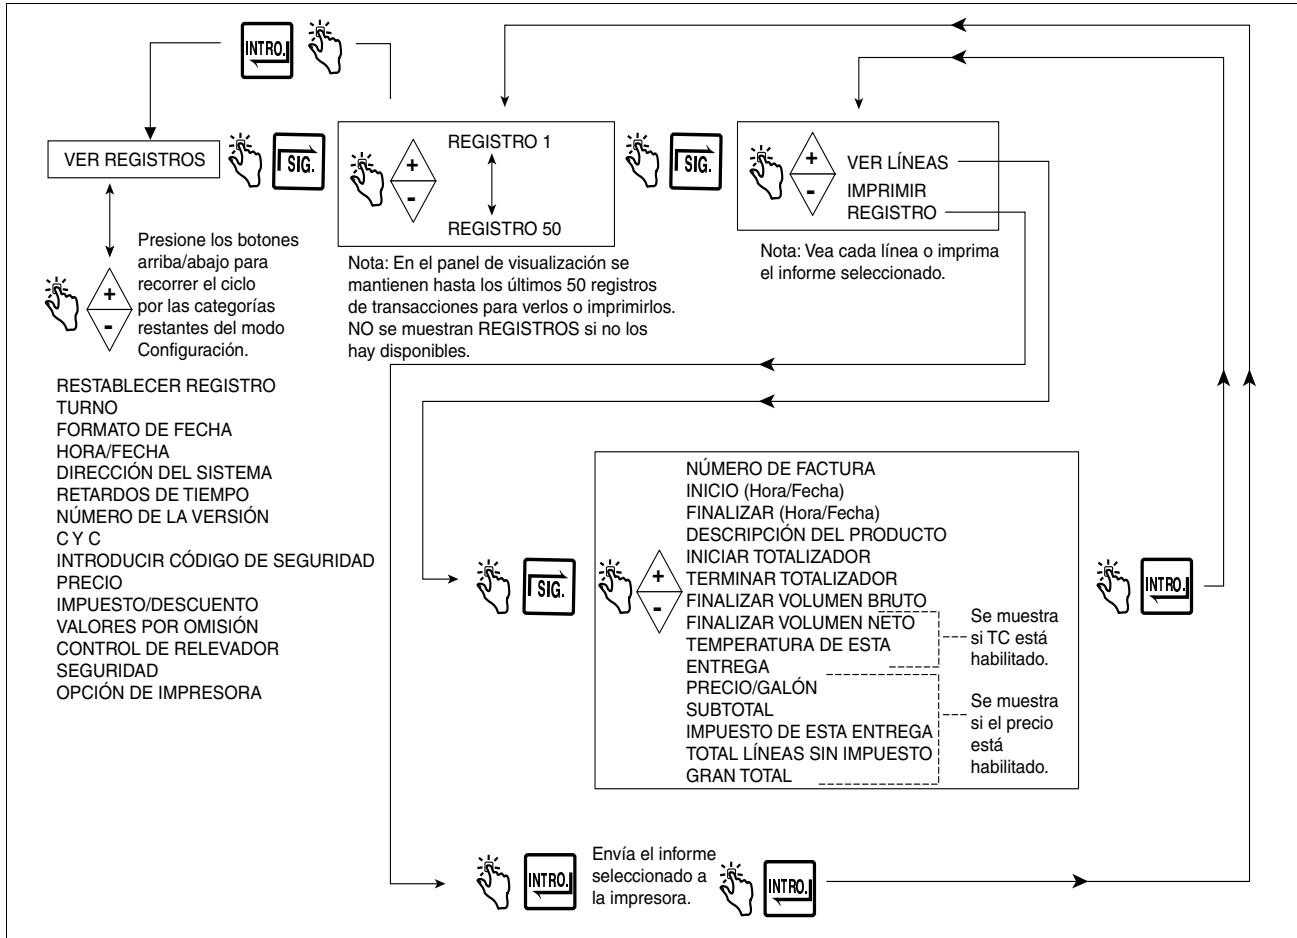 INTRO.
VER REGISTROS
SIG.
+
-
REGISTRO 1
REGISTRO 50
SIG.
+
-
VER LÍNEAS
IMPRIMIR
REGISTRO
Presione los botones
arriba/abajo para
recorrer el ciclo
por las categorías
restantes del modo
Configuración.
+
-
Nota: En el panel de visualización se
mantienen hasta los últimos 50 registros
de transacciones para verlos o imprimirlos.
NO se muestran REGISTROS si no los
hay disponibles.
Nota: Vea cada línea o imprima
el informe seleccionado.
RESTABLECER REGISTRO
TURNO
FORMATO DE FECHA
HORA/FECHA
DIRECCIÓN DEL SISTEMA
RETARDOS DE TIEMPO
NÚMERO DE LA VERSIÓN
C Y C
INTRODUCIR CÓDIGO DE SEGURIDAD
PRECIO
IMPUESTO/DESCUENTO
VALORES POR OMISIÓN
CONTROL DE RELEVADOR
SEGURIDAD
OPCIÓN DE IMPRESORA
SIG.
+
-
NÚMERO DE FACTURA
INICIO (Hora/Fecha)
FINALIZAR (Hora/Fecha)
DESCRIPCIÓN DEL PRODUCTO
INICIAR TOTALIZADOR
TERMINAR TOTALIZADOR
FINALIZAR VOLUMEN BRUTO
FINALIZAR VOLUMEN NETO
TEMPERATURA DE ESTA
ENTREGA
PRECIO/GALÓN
SUBTOTAL
IMPUESTO DE ESTA ENTREGA
TOTAL LÍNEAS SIN IMPUESTO
GRAN TOTAL
Se muestra
si TC está
habilitado.
Se muestra
si el precio
está
habilitado.
INTRO.
INTRO.
Envía el informe
seleccionado a
la impresora.
INTRO.